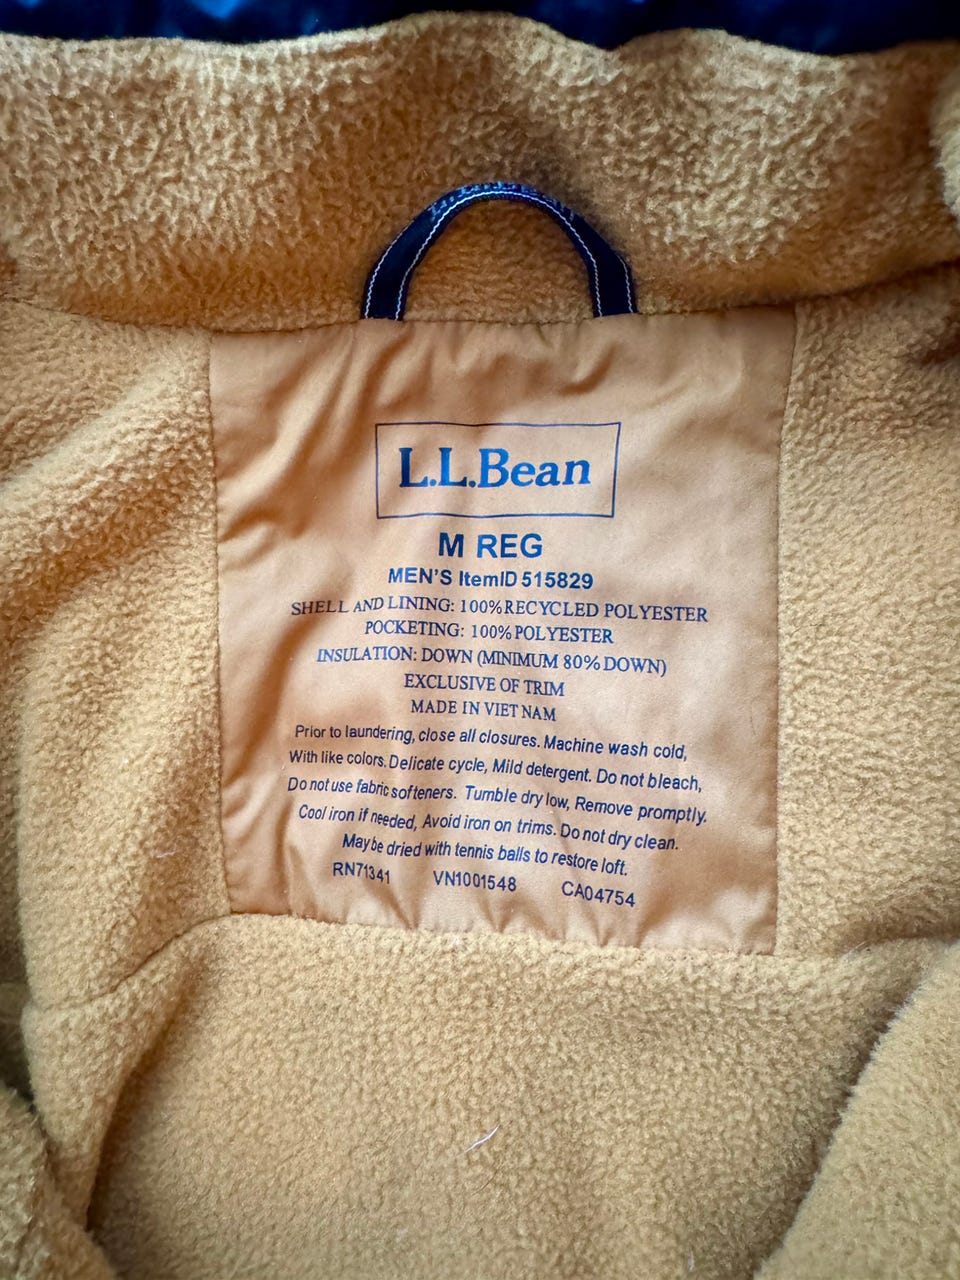 L.L.Bean
M REG
MEN'S ItemID 515829
SHELL AND LINING: 100% RECYCLED POLYESTER
POCKETING: 100% POLYESTER
INSULATION: DOWN (MINIMUM 80% DOWN)
EXCLUSIVE OF TRIM
MADE IN VIET NAM
Prior to laundering, close all closures. Machine wash cold,
With like colors. Delicate cycle, Mild detergent. Do not bleach,
Do not use fabric softeners. Tumble dry low, Remove promptly.
Cool iron if needed, Avoid iron on trims. Do not dry clean.
May be dried with tennis balls to restore loft.
RN71341 VN1001548 CA04754